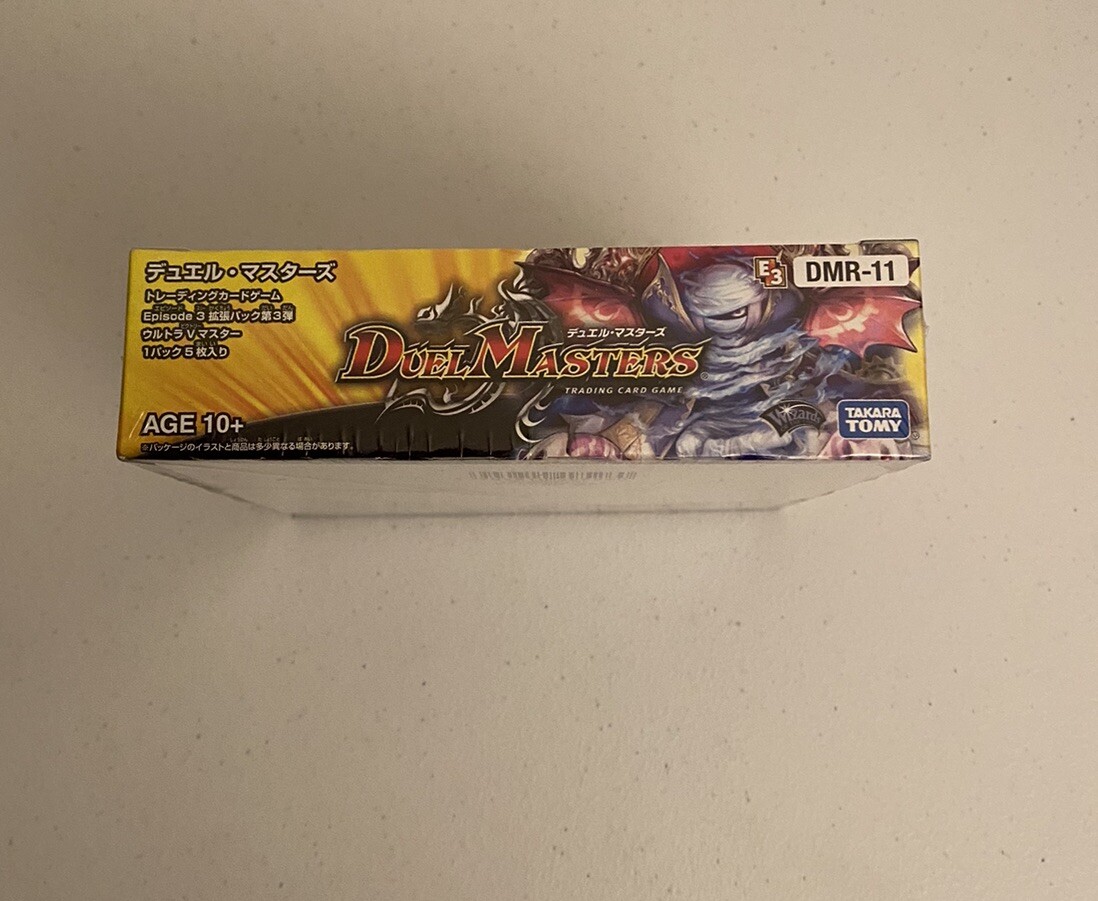 デュエル・マスターズ
トレーディングカードゲーム
Episode 3 拡張パック第3弾
ウルトラVマスター
1パック5枚入り
AGE 10+
※パッケージのイラストと商品は多少異なる場合があります。
デュエル・マスターズ
DUEL MASTERS
TRADING CARD GAME
E3
DMR-11
Wizards
TAKARA
TOMY